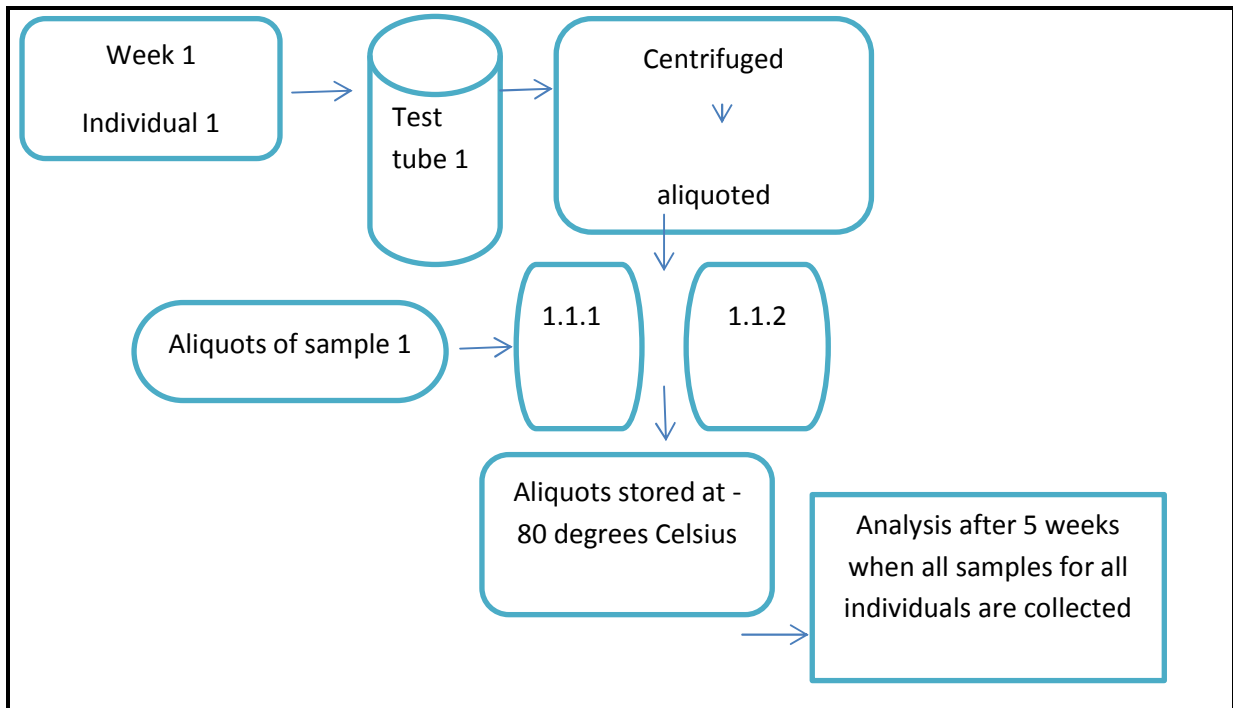 Week 1
Individual 1
Test
tube 1
Centrifuged
aliquoted
Aliquots of sample 1
1.1.1
1.1.2
Aliquots stored at -
80 degrees Celsius
Analysis after 5 weeks
when all samples for all
individuals are collected